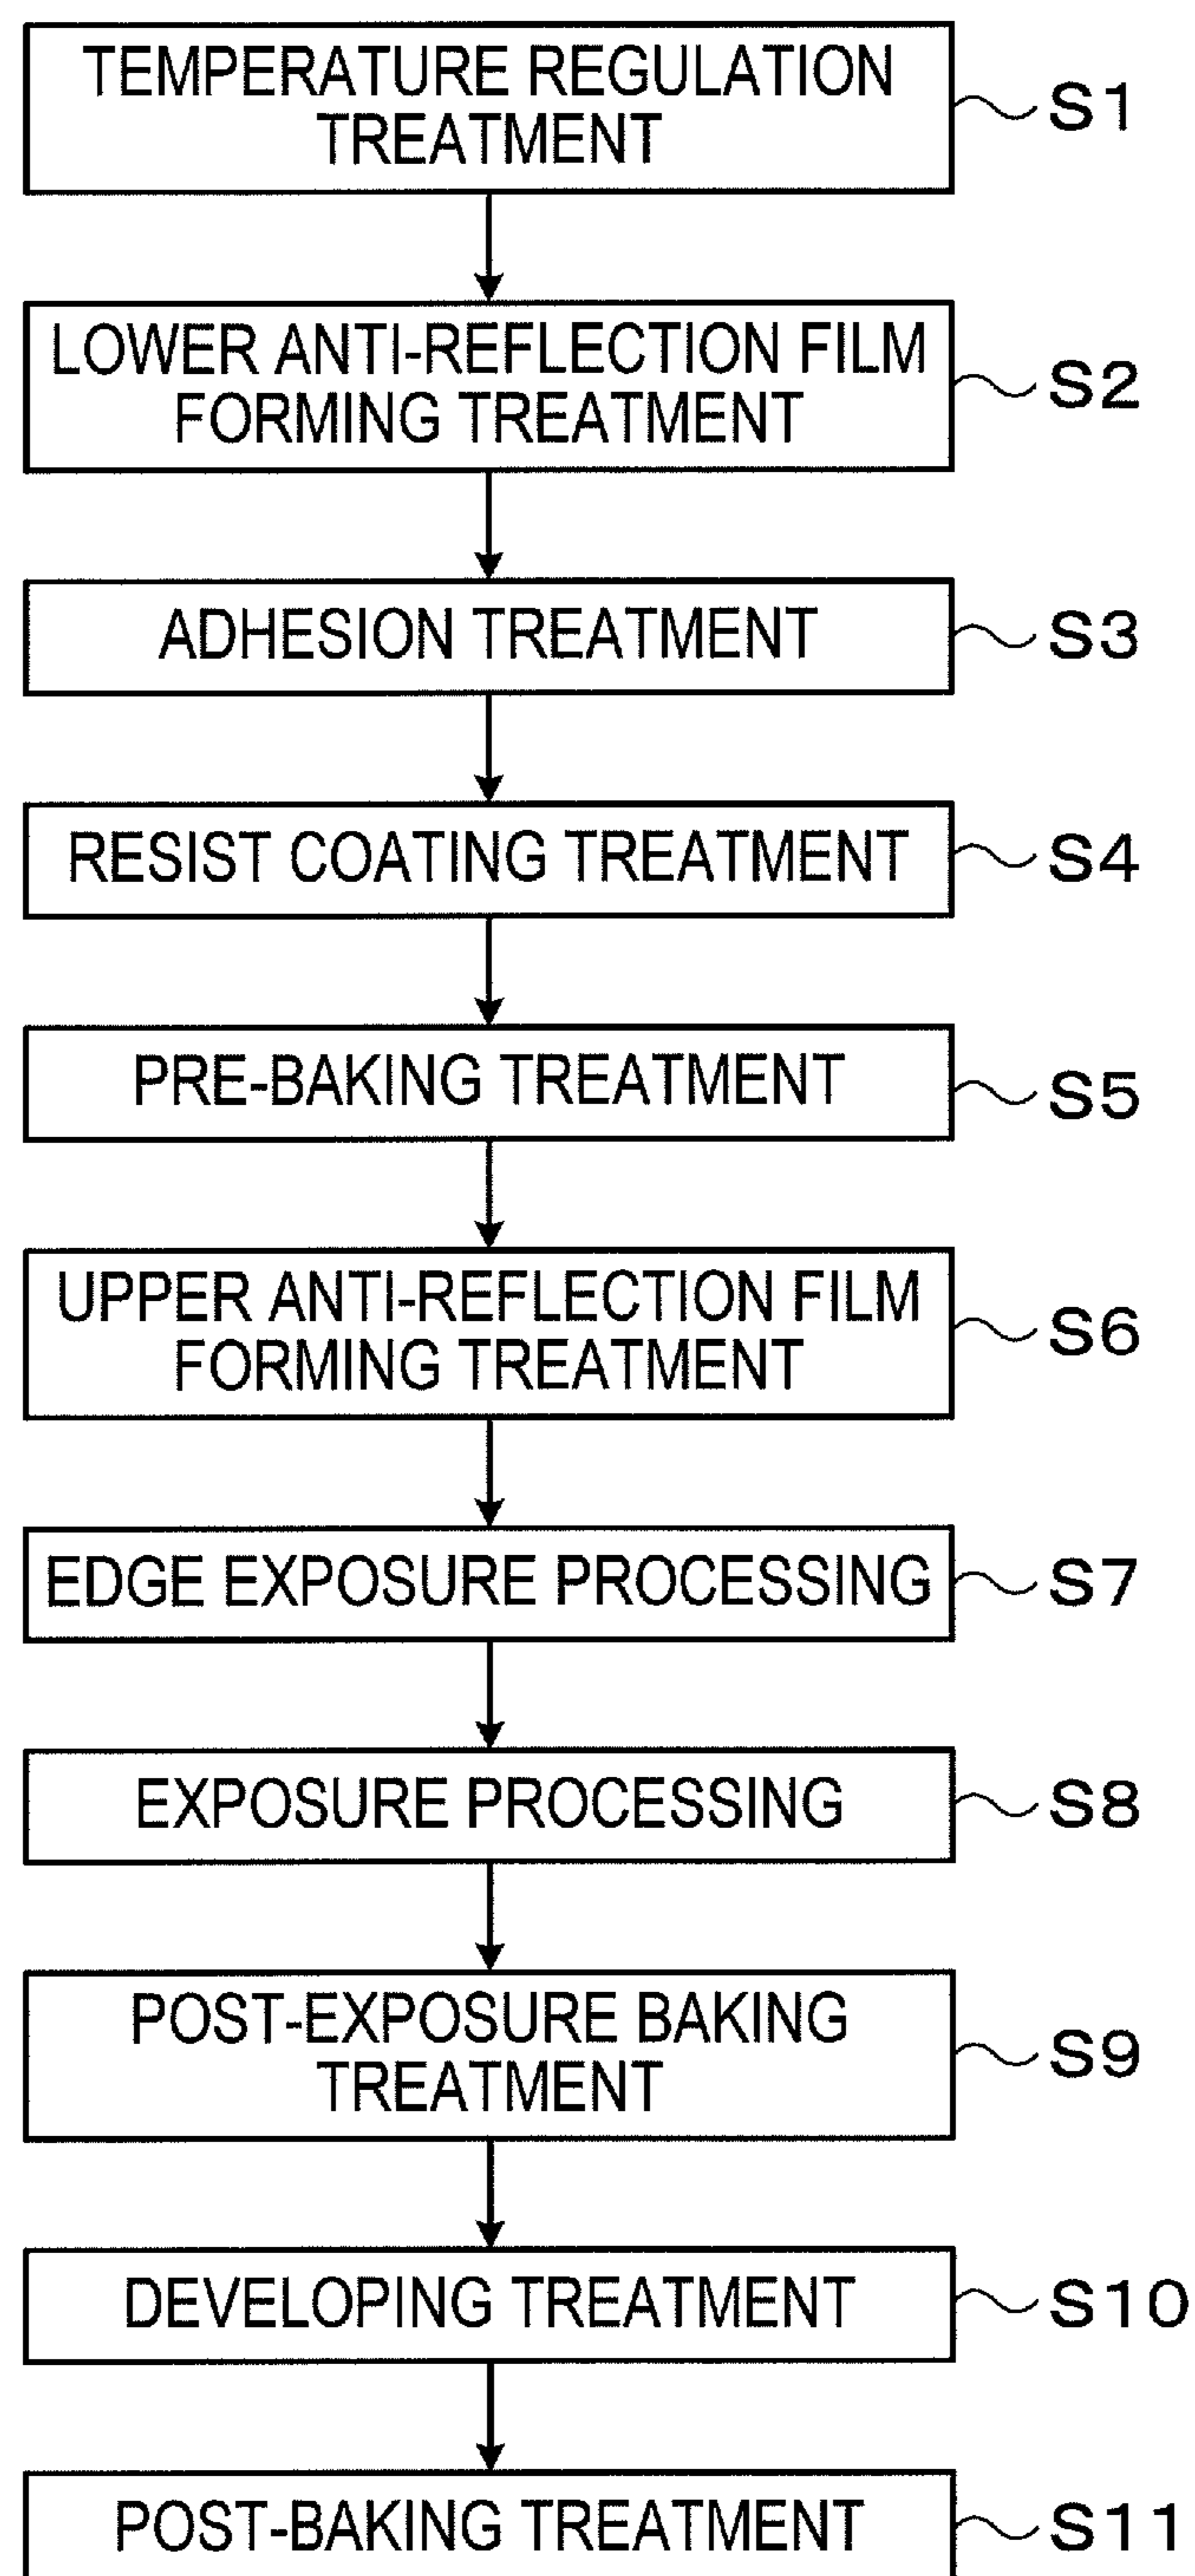 TEMPERATURE REGULATION
TREATMENT
S1
LOWER ANTI-REFLECTION FILM
FORMING TREATMENT
S2
ADHESION TREATMENT
S3
RESIST COATING TREATMENT
S4
PRE-BAKING TREATMENT
S5
UPPER ANTI-REFLECTION FILM
FORMING TREATMENT
S6
EDGE EXPOSURE PROCESSING
S7
EXPOSURE PROCESSING
S8
POST-EXPOSURE BAKING
TREATMENT
S9
DEVELOPING TREATMENT
S10
POST-BAKING TREATMENT
S11